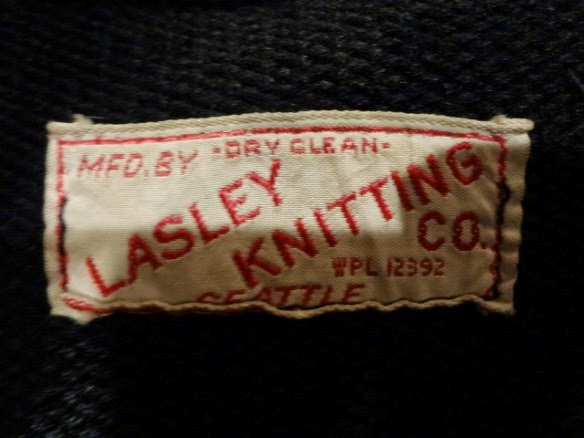 -DRY CLEAN-
MFD. BY
LASLEY
KNITTING
CO.
WPL 12392
SEATTLE